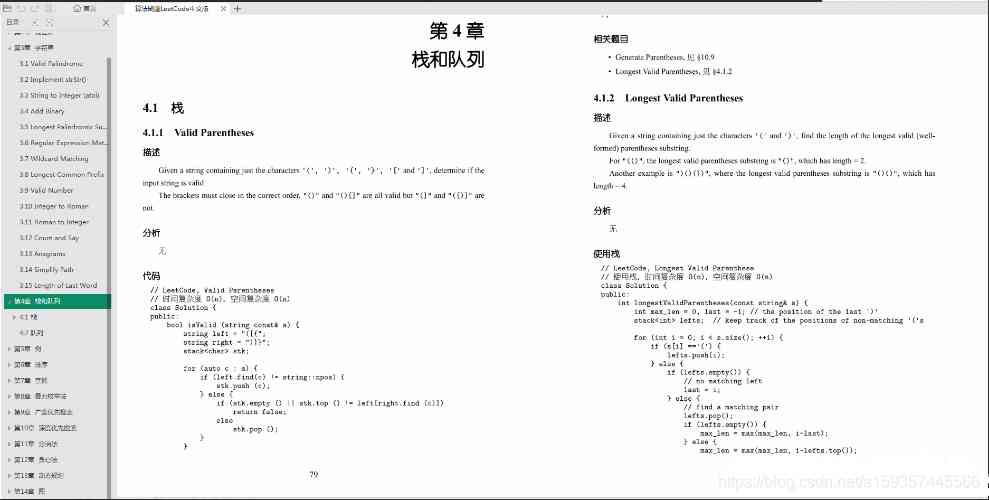 首页
算法刷题LeetCode中文版
目录
第3章 字符串
3.1 Valid Palindrome
3.2 Implement strStr()
3.3 String to Integer (atoi)
3.4 Add Binary
3.5 Longest Palindromic Su...
3.6 Regular Expression Mat...
3.7 Wildcard Matching
3.8 Longest Common Prefix
3.9 Valid Number
3.10 Integer to Roman
3.11 Roman to Integer
3.12 Count and Say
3.13 Anagrams
3.14 Simplify Path
3.15 Length of Last Word
第4章 栈和队列
4.1 栈
4.2 队列
第5章 树
第6章 排序
第7章 查找
第8章 暴力枚举法
第9章 广度优先搜索
第10章 深度优先搜索
第11章 分治法
第12章 贪心法
第13章 动态规划
第14章 图
第 4 章
栈和队列
4.1 栈
4.1.1 Valid Parentheses
描述
Given a string containing just the characters '(', ')', '{', '}', '[' and ']', determine if the
input string is valid
The brackets must close in the correct order, "()" and "()[]" are all valid but "(]" and "([)]" are
not.
分析
无
代码
// LeetCode, Valid Parentheses
// 时间复杂度 O(n)，空间复杂度 O(n)
class Solution {
public:
bool isValid (string const& s) {
string left = "([{";
string right = ")]}";
stack<char> stk;
for (auto c : s) {
if (left.find(c) != string::npos) {
stk.push (c);
} else {
if (stk.empty () || stk.top () != left[right.find (c)])
return false;
else
stk.pop ();
}
}
79
相关题目
• Generate Parentheses, 见 §10.9
• Longest Valid Parentheses, 见 §4.1.2
4.1.2 Longest Valid Parentheses
描述
Given a string containing just the characters '(' and ')', find the length of the longest valid (well-
formed) parentheses substring.
For "(()", the longest valid parentheses substring is "()", which has length = 2.
Another example is ")()())", where the longest valid parentheses substring is "()()", which has
length = 4.
分析
无
使用栈
// LeetCode, Longest Valid Parenthese
// 使用栈，时间复杂度 O(n)，空间复杂度 O(n)
class Solution {
public:
int longestValidParentheses(const string& s) {
int max_len = 0, last = -1; // the position of the last ')'
stack<int> lefts; // keep track of the positions of non-matching '('s
for (int i = 0; i < s.size(); ++i) {
if (s[i] =='(') {
lefts.push(i);
} else {
if (lefts.empty()) {
// no matching left
last = i;
} else {
// find a matching pair
lefts.pop();
if (lefts.empty()) {
max_len = max(max_len, i-last);
} else {
max_len = max(max_len, i-lefts.top());
https://blog.csdn.net/a159357445566